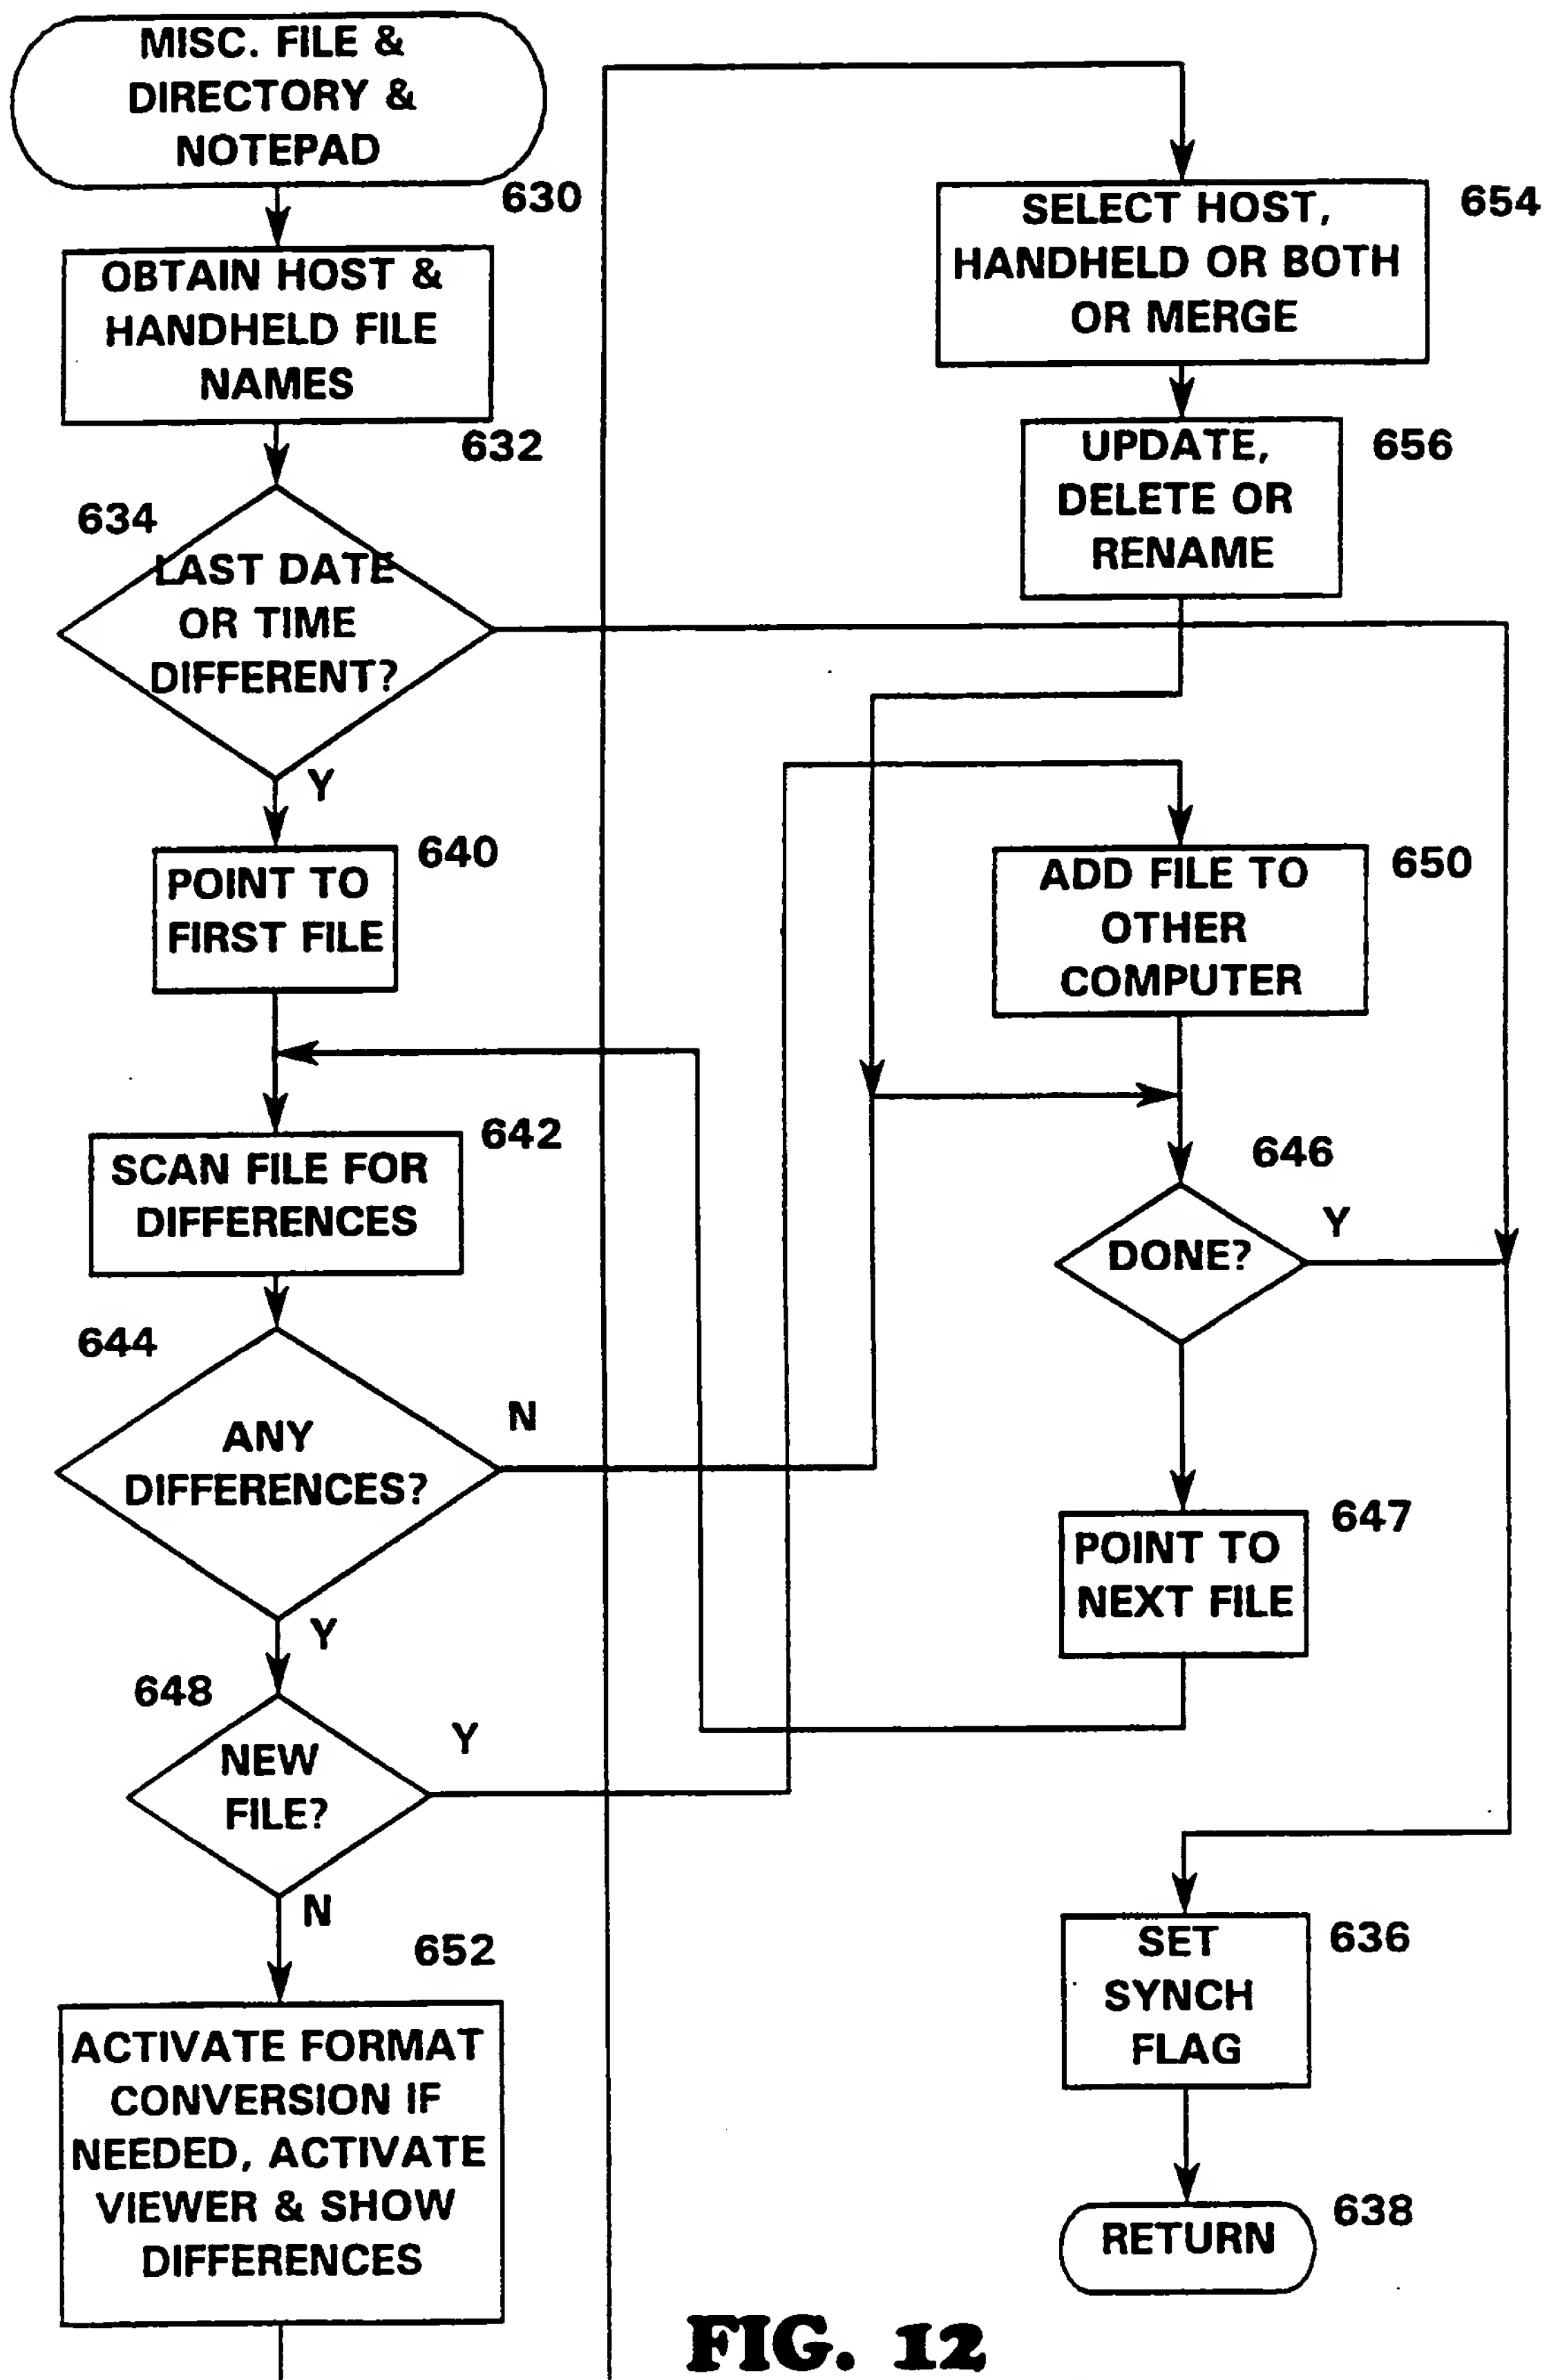 MISC. FILE &
DIRECTORY &
NOTEPAD
630
OBTAIN HOST &
HANDHELD FILE
NAMES
632
634
LAST DATE
OR TIME
DIFFERENT?
Y
640
POINT TO
FIRST FILE
642
SCAN FILE FOR
DIFFERENCES
644
ANY
DIFFERENCES?
N
Y
648
NEW
FILE?
Y
N
652
ACTIVATE FORMAT
CONVERSION IF
NEEDED, ACTIVATE
VIEWER & SHOW
DIFFERENCES
654
SELECT HOST,
HANDHELD OR BOTH
OR MERGE
656
UPDATE,
DELETE OR
RENAME
650
ADD FILE TO
OTHER
COMPUTER
646
DONE?
Y
647
POINT TO
NEXT FILE
636
SET
SYNCH
FLAG
638
RETURN
FIG. 12